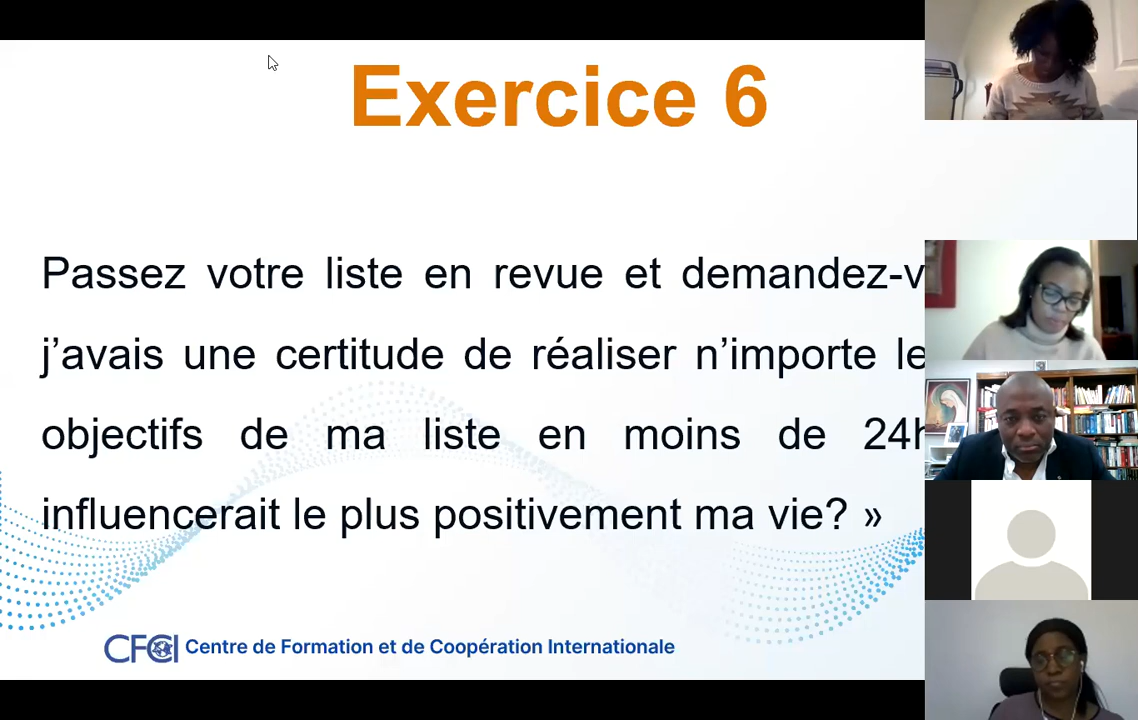 Exercice 6
Passez votre liste en revue et demandez-v
j'avais une certitude de réaliser n'importe le
objectifs de ma liste en moins de 24h
influencerait le plus positivement ma vie? »
CFCI Centre de Formation et de Coopération Internationale